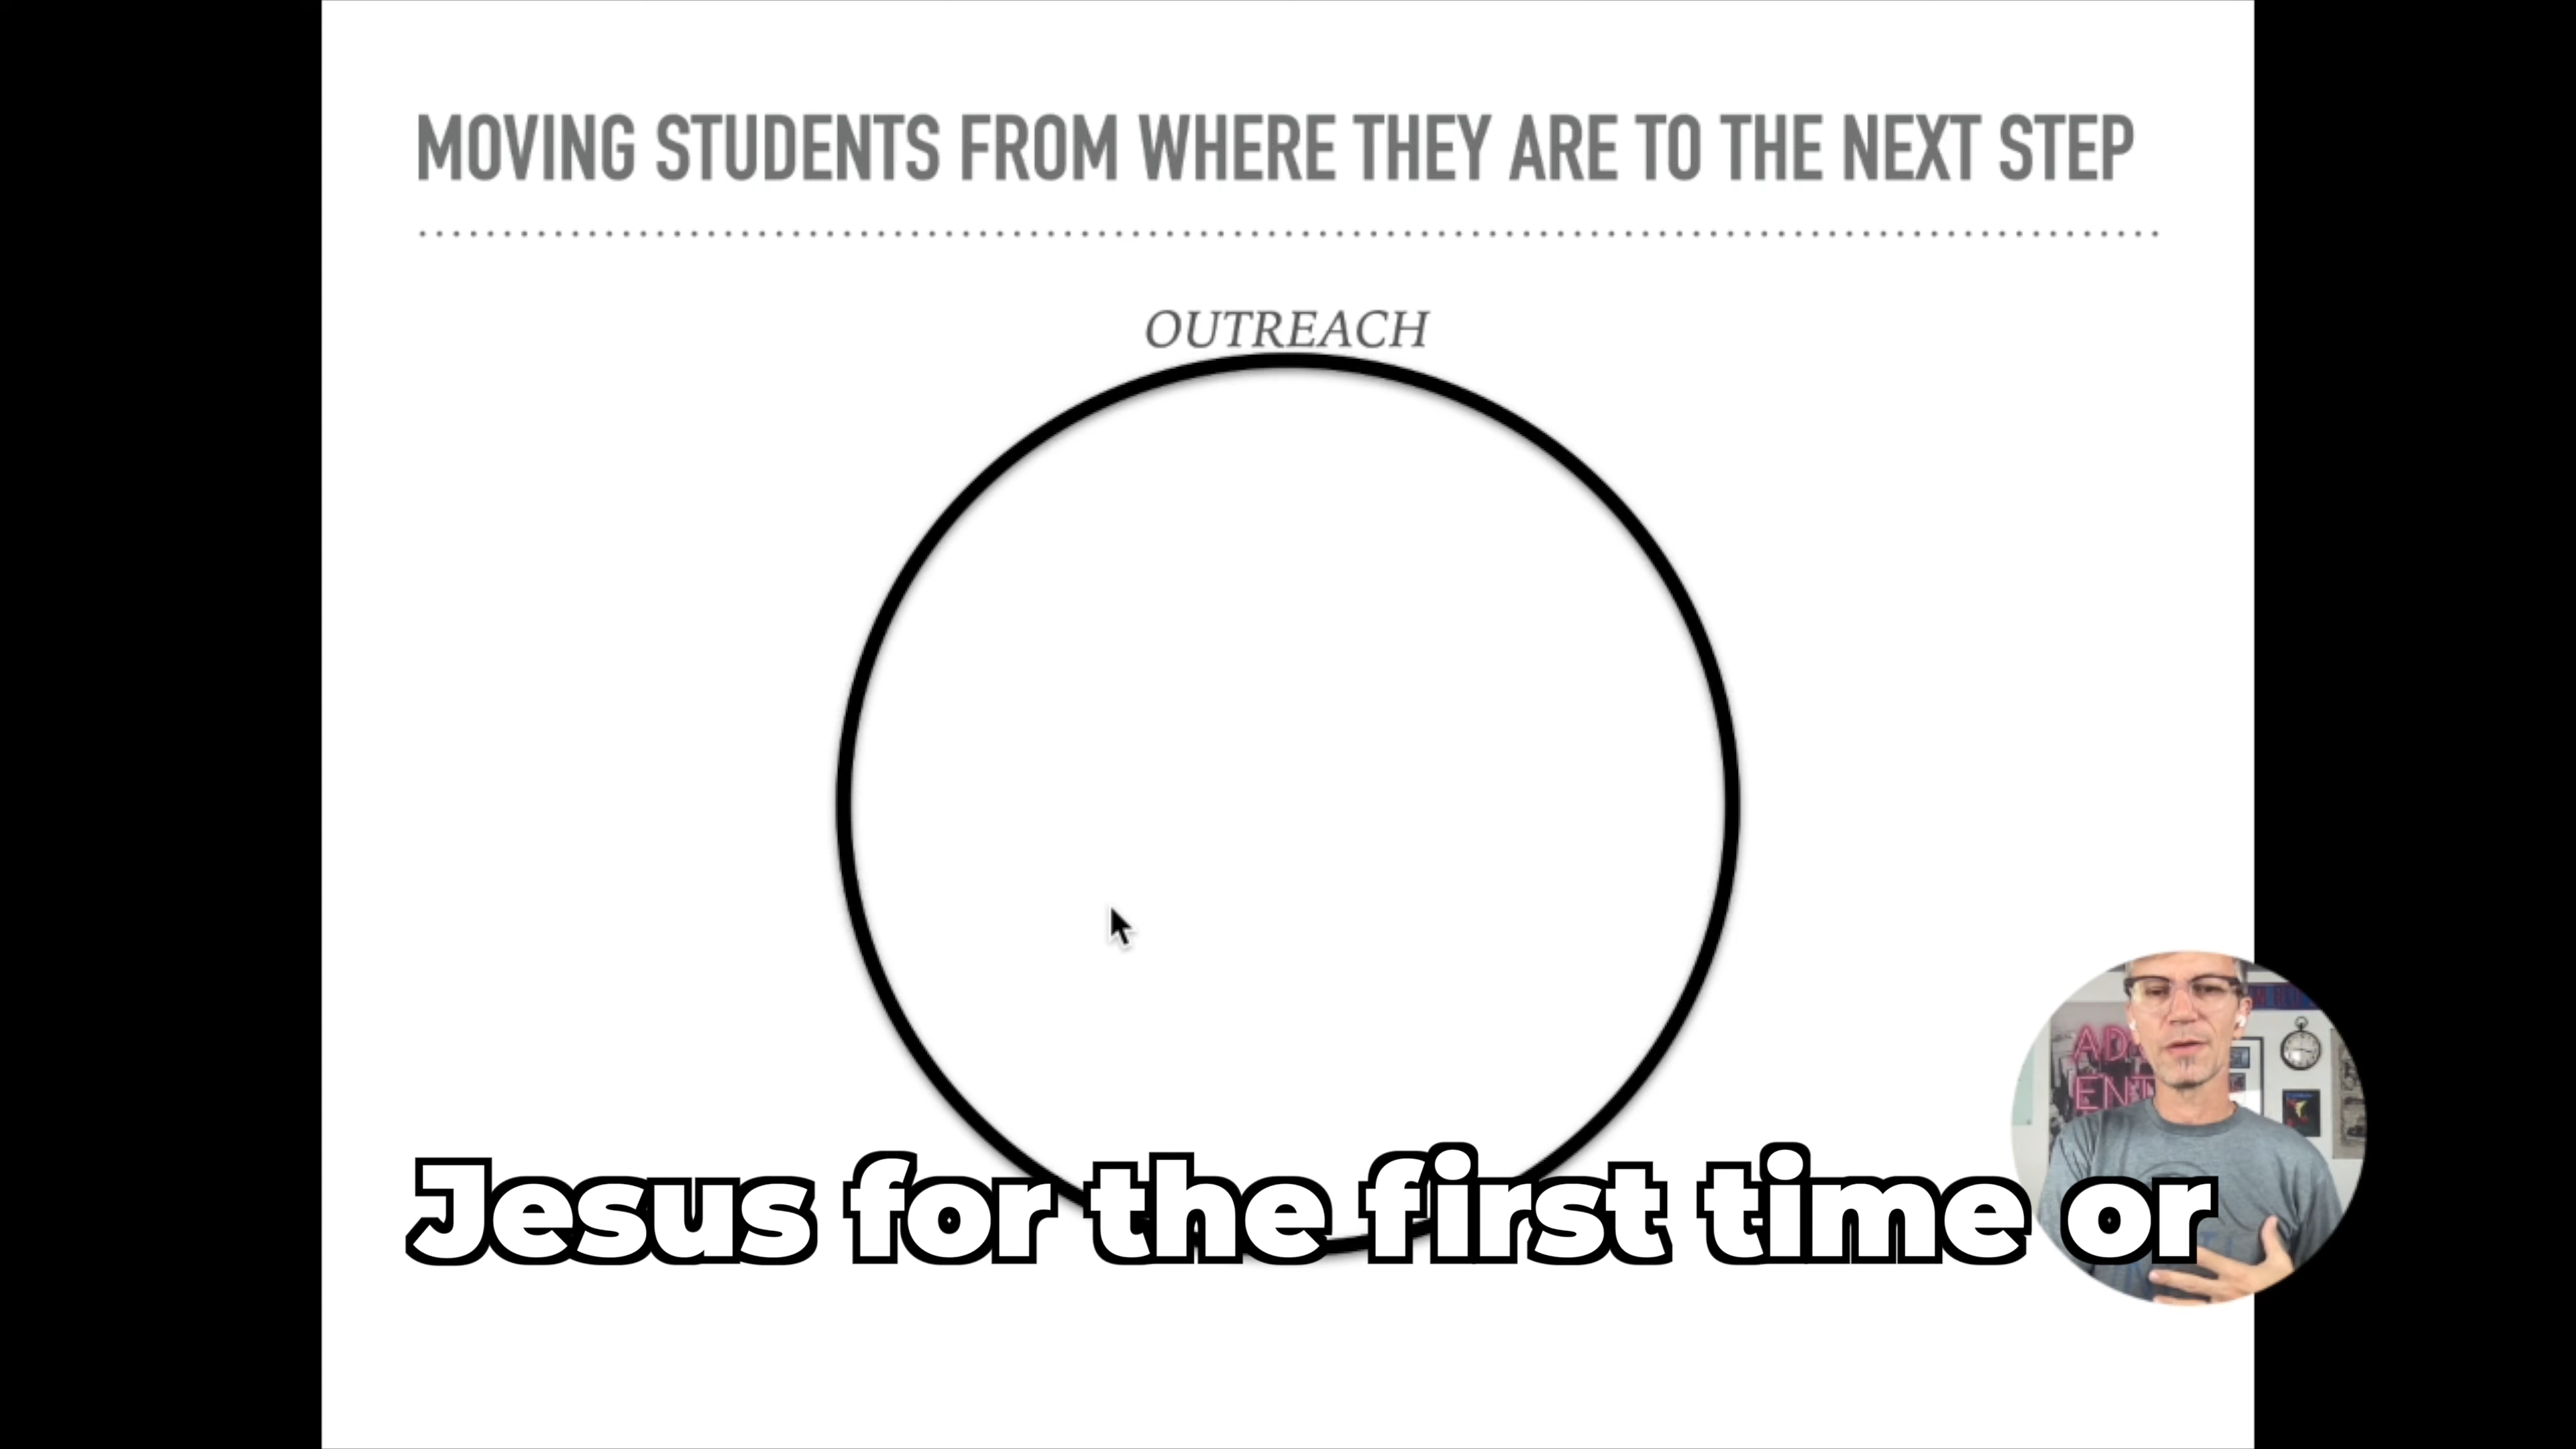 MOVING STUDENTS FROM WHERE THEY ARE TO THE NEXT STEP
OUTREACH
Jesus for the first time or